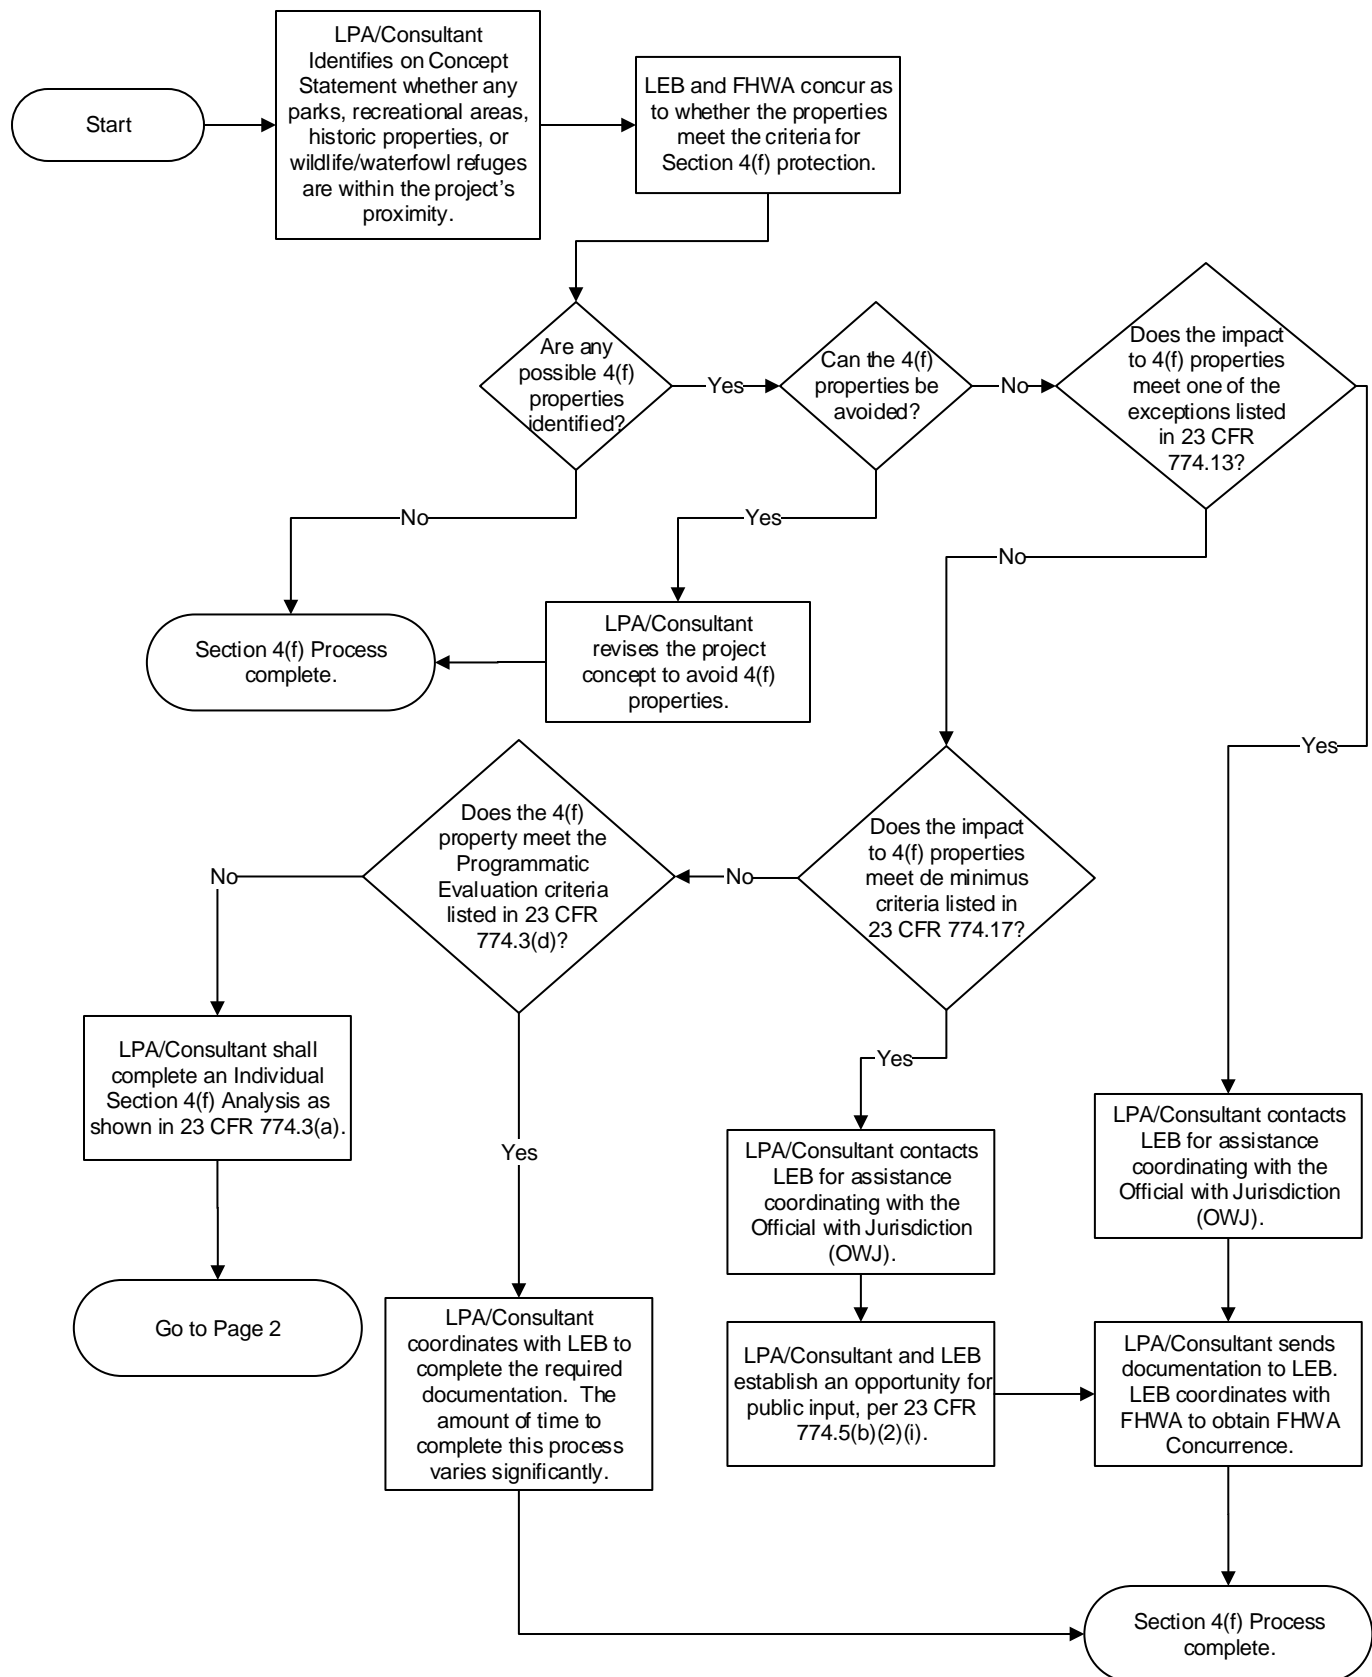 Start
LPA/Consultant
Identifies on Concept
Statement whether any
parks, recreational areas,
historic properties, or
wildlife/waterfowl refuges
are within the project's
proximity.
LEB and FHWA concur as
to whether the properties
meet the criteria for
Section 4(f) protection.
Are any
possible 4(f)
properties
identified?
Yes
Can the 4(f)
properties be
avoided?
No
Does the impact
to 4(f) properties
meet one of the
exceptions listed
in 23 CFR
774.13?
No
Yes
No
Section 4(f) Process
complete.
LPA/Consultant
revises the project
concept to avoid 4(f)
properties.
Yes
Does the 4(f)
property meet the
Programmatic
Evaluation criteria
listed in 23 CFR
774.3(d)?
Does the impact
to 4(f) properties
meet de minimus
criteria listed in
23 CFR 774.17?
No
No
LPA/Consultant shall
complete an Individual
Section 4(f) Analysis as
shown in 23 CFR 774.3(a).
Yes
Yes
LPA/Consultant contacts
LEB for assistance
coordinating with the
Official with Jurisdiction
(OWJ).
LPA/Consultant contacts
LEB for assistance
coordinating with the
Official with Jurisdiction
(OWJ).
Go to Page 2
LPA/Consultant
coordinates with LEB to
complete the required
documentation. The
amount of time to
complete this process
varies significantly.
LPA/Consultant and LEB
establish an opportunity for
public input, per 23 CFR
774.5(b)(2)(i).
LPA/Consultant sends
documentation to LEB.
LEB coordinates with
FHWA to obtain FHWA
Concurrence.
Section 4(f) Process
complete.